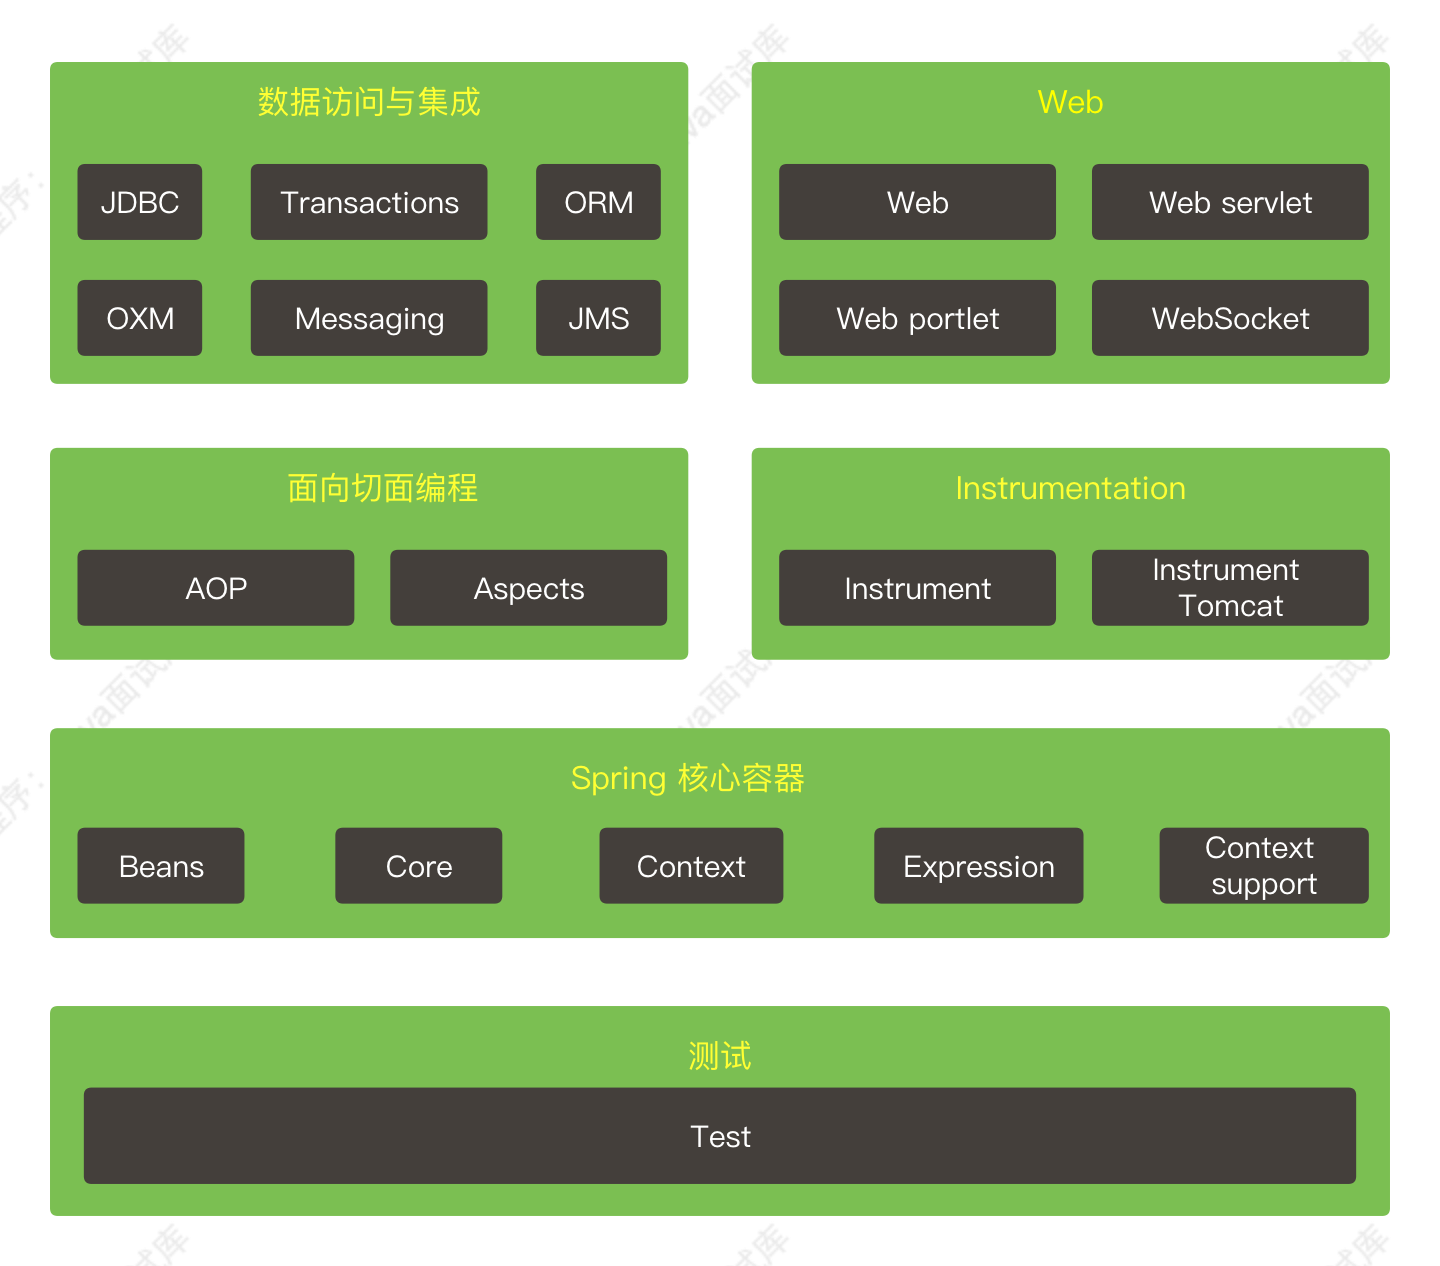 数据访问与集成
JDBC
Transactions
ORM
OXM
Messaging
JMS
Web
Web
Web servlet
Web portlet
WebSocket
面向切面编程
AOP
Aspects
Instrumentation
Instrument
Instrument
Tomcat
Spring 核心容器
Beans
Core
Context
Expression
Context
support
测试
Test